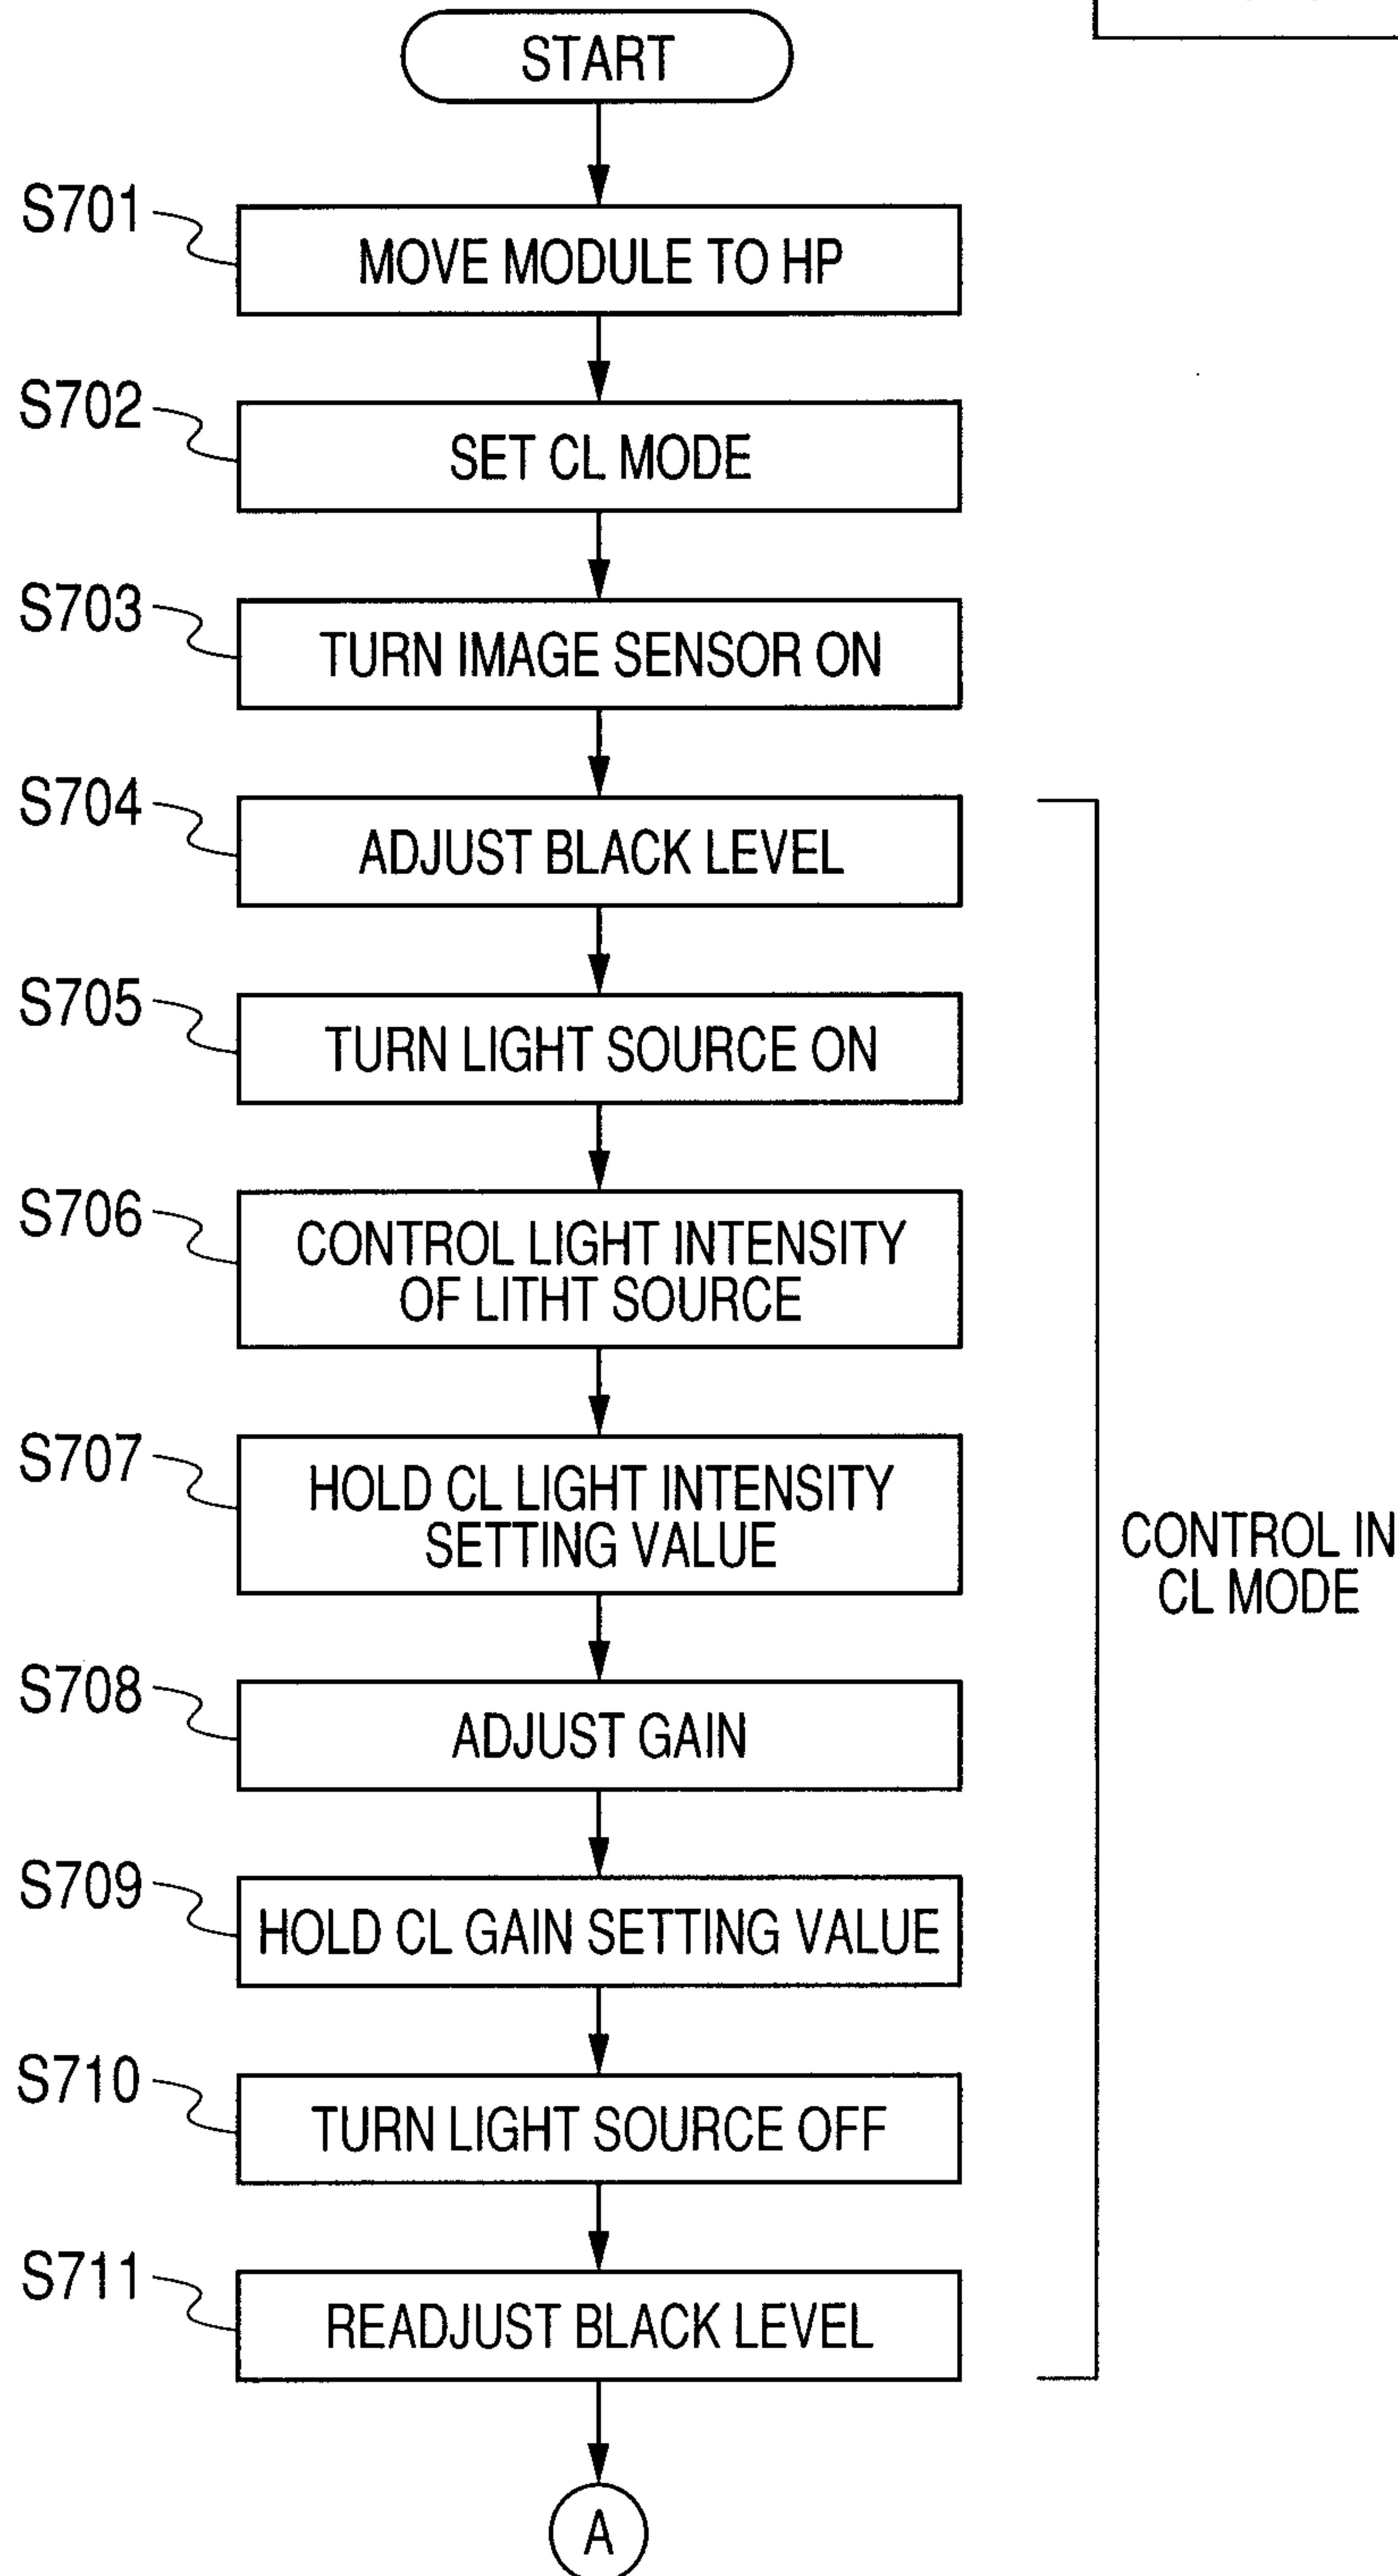 START
S701
MOVE MODULE TO HP
S702
SET CL MODE
S703
TURN IMAGE SENSOR ON
S704
ADJUST BLACK LEVEL
S705
TURN LIGHT SOURCE ON
S706
CONTROL LIGHT INTENSITY
OF LITHT SOURCE
S707
HOLD CL LIGHT INTENSITY
SETTING VALUE
CONTROL IN
CL MODE
S708
ADJUST GAIN
S709
HOLD CL GAIN SETTING VALUE
S710
TURN LIGHT SOURCE OFF
S711
READJUST BLACK LEVEL
A